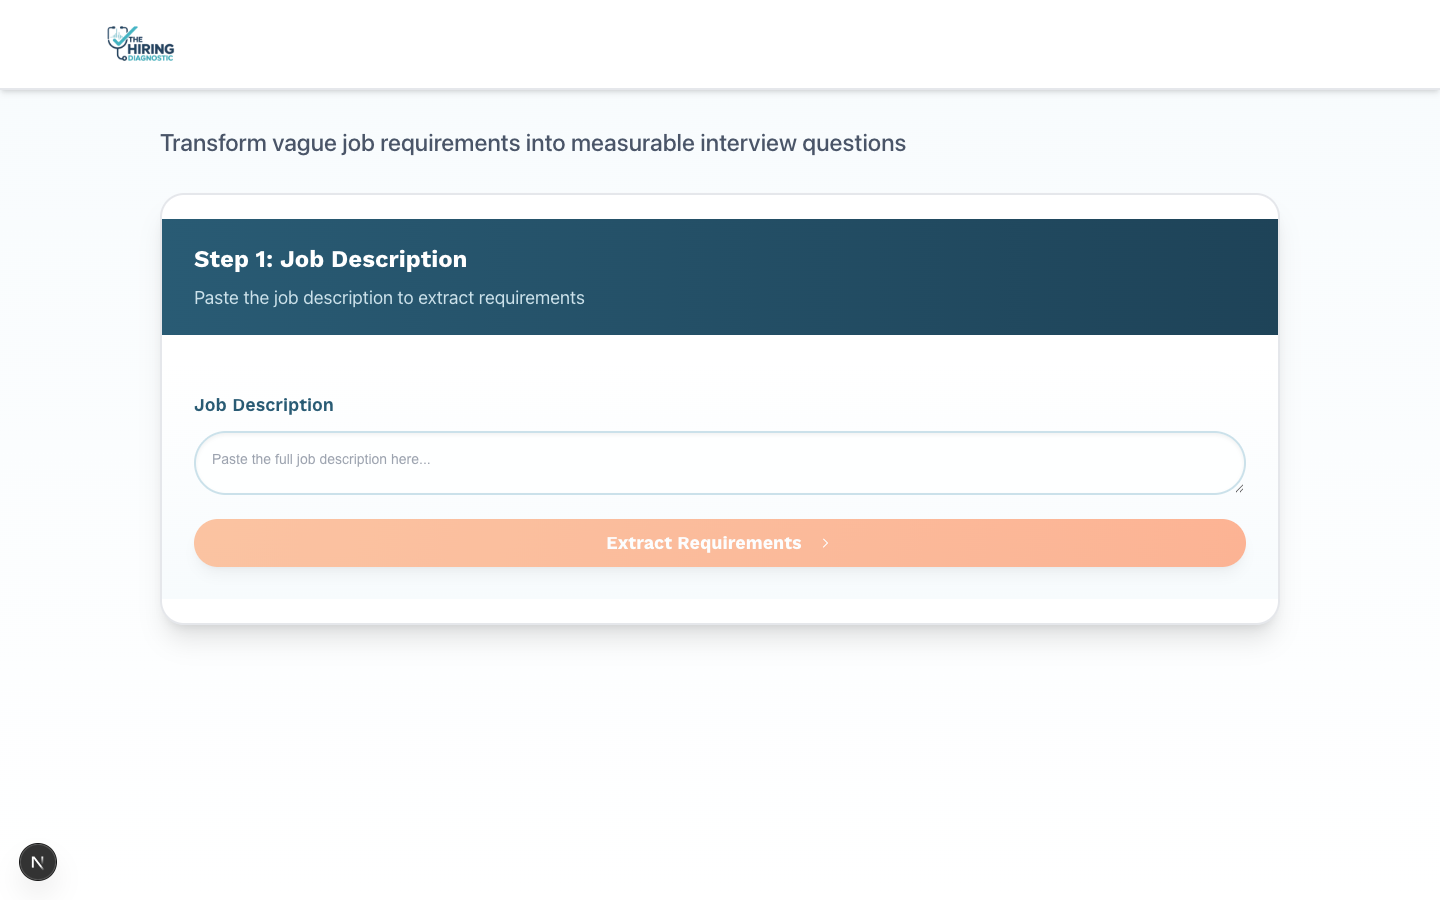 THE
HIRING
DIAGNOSTIC
Transform vague job requirements into measurable interview questions
Step 1: Job Description
Paste the job description to extract requirements
Job Description
Paste the full job description here...
Extract Requirements
N